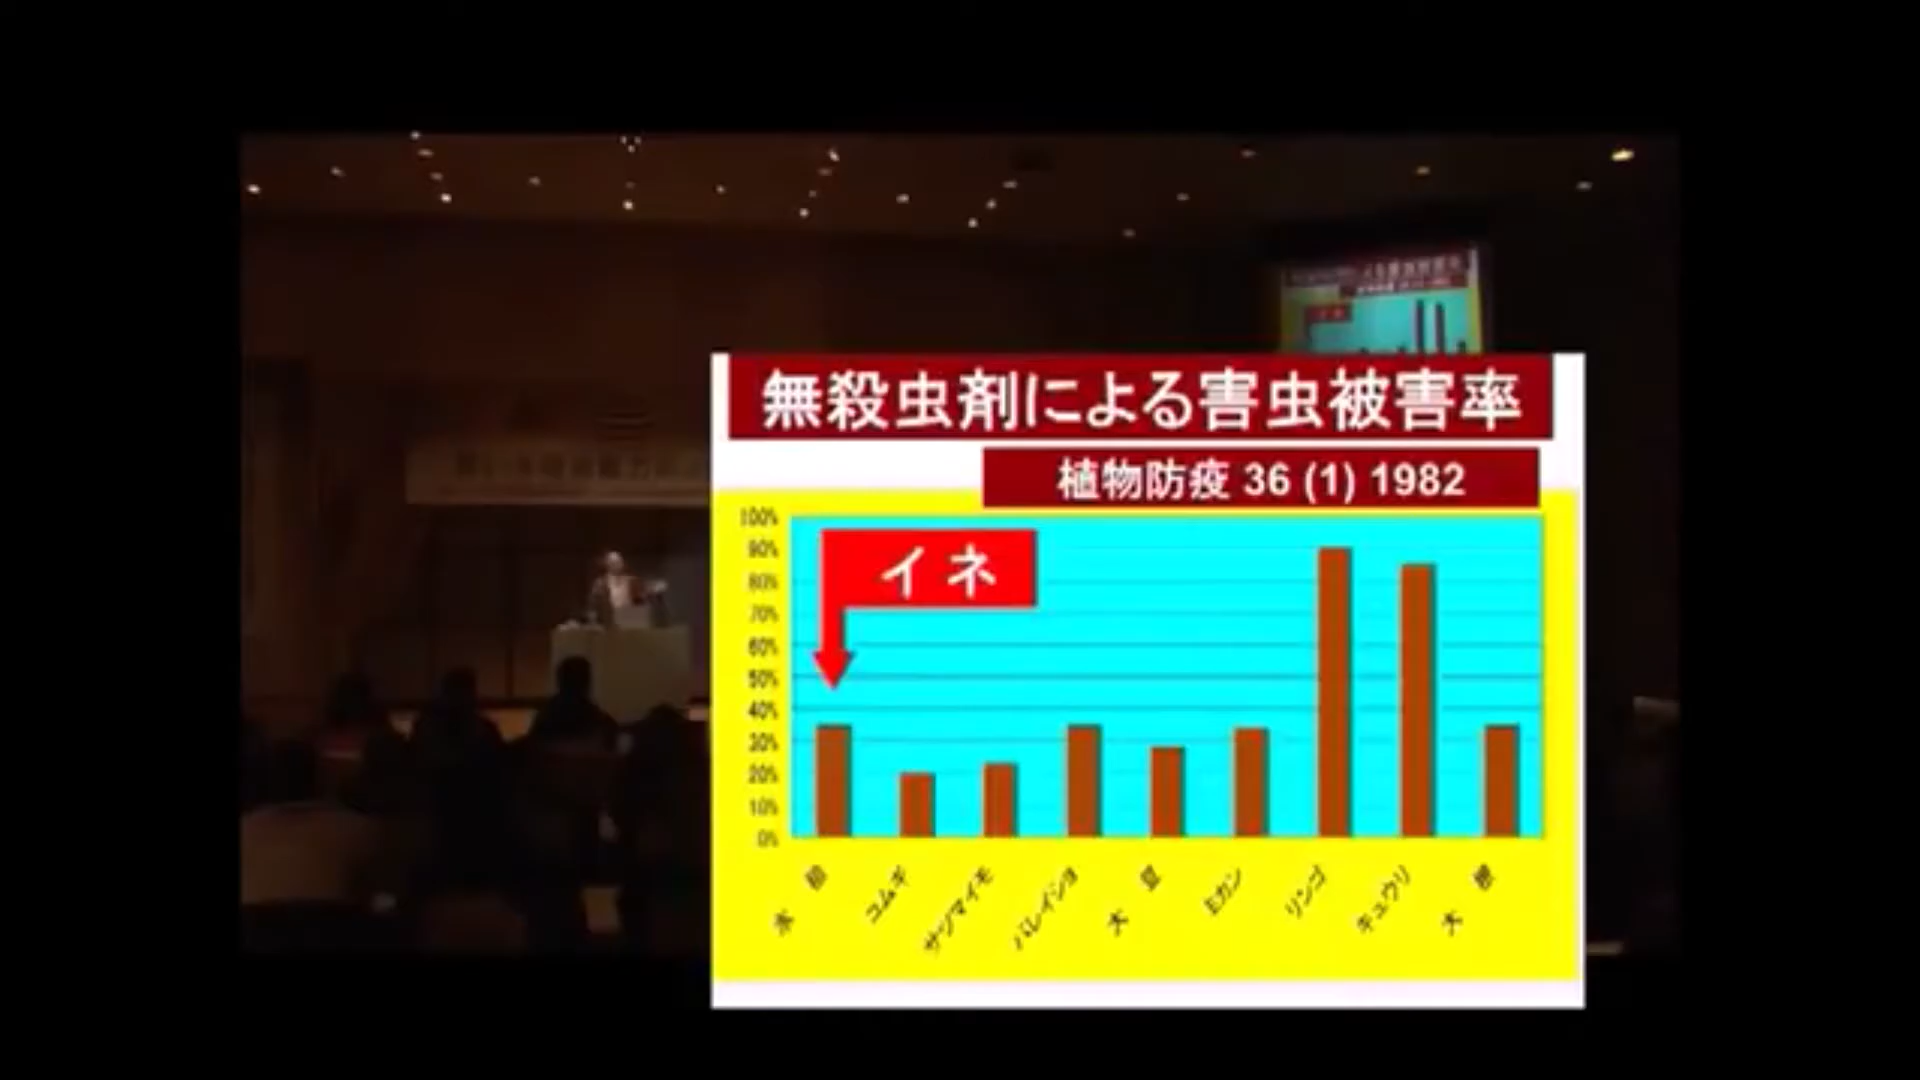 無殺虫剤による害虫被害率
植物防疫 36 (1) 1982
イネ
100%
90%
80%
70%
60%
50%
40%
30%
20%
10%
0%
水稲
コムギ
サツマイモ
バレイショ
大豆
ミカン
リンゴ
キュウリ
大根